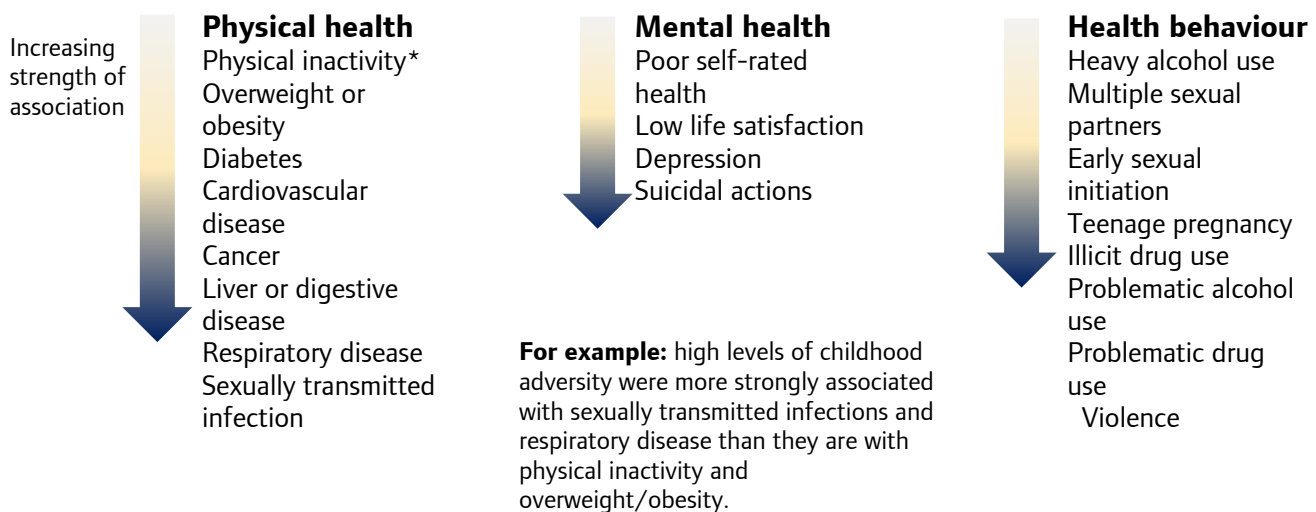 Increasing
strength of
association
Physical health
Physical inactivity*
Overweight or
obesity
Diabetes
Cardiovascular
disease
Cancer
Liver or digestive
disease
Respiratory disease
Sexually transmitted
infection
Mental health
Poor self-rated
health
Low life satisfaction
Depression
Suicidal actions
For example: high levels of childhood
adversity were more strongly associated
with sexually transmitted infections and
respiratory disease than they are with
physical inactivity and
overweight/obesity.
Health behaviour
Heavy alcohol use
Multiple sexual
partners
Early sexual
initiation
Teenage pregnancy
Illicit drug use
Problematic alcohol
use
Problematic drug
use
Violence